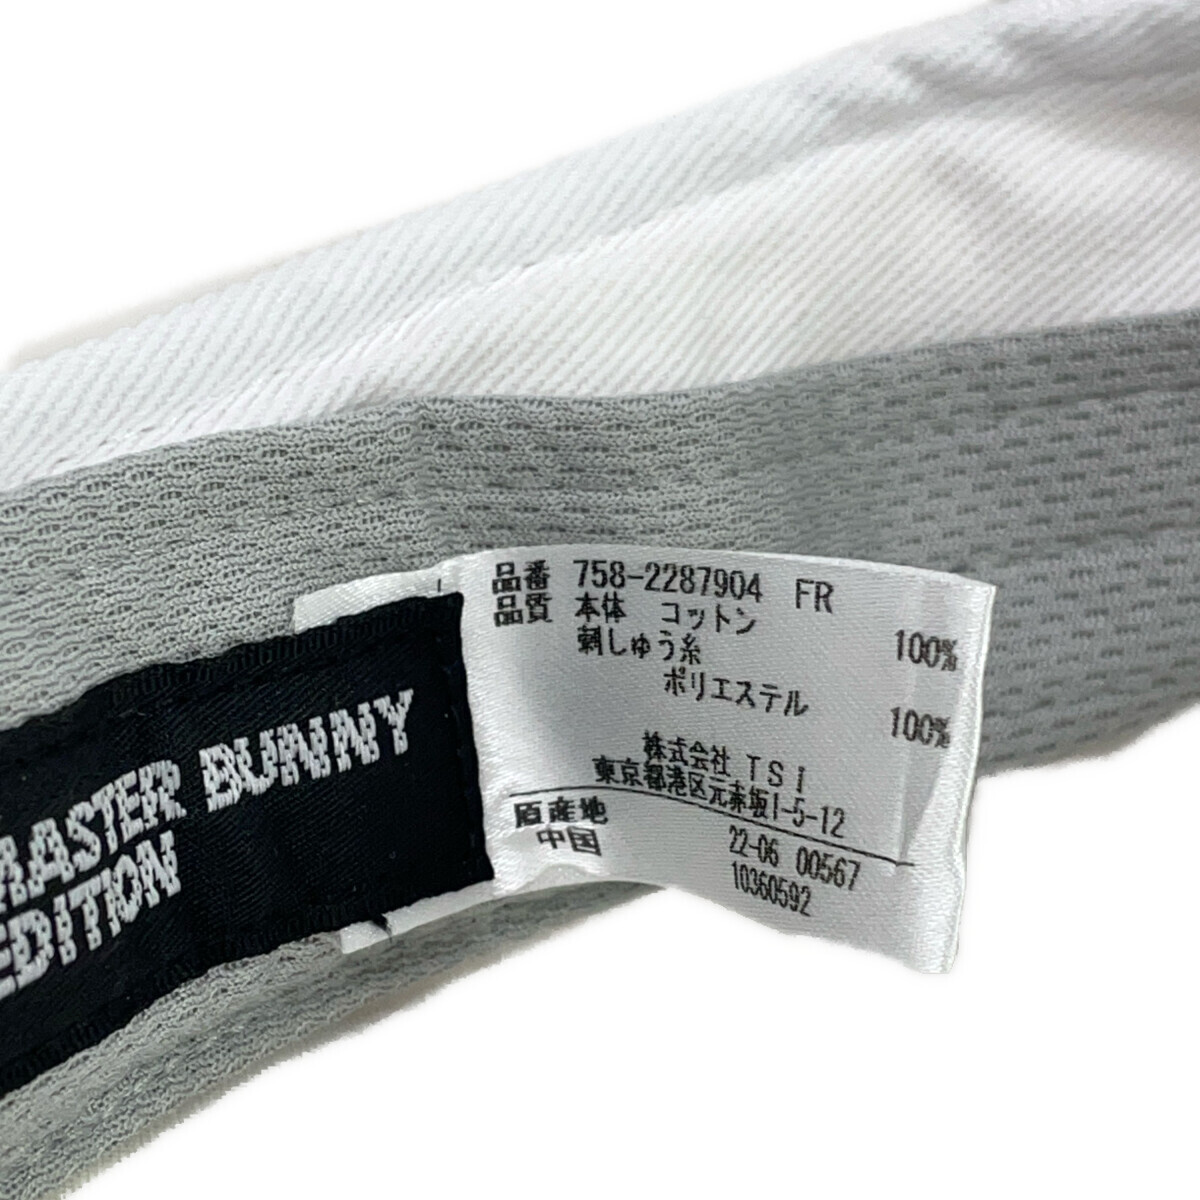 MASTER BUNNY
EDITION
品番 758-2287904 FR
品質 本体 コットン 100%
刺しゅう糸
ポリエステル 100%
株式会社 TSI
東京都港区元赤坂1-5-12
原産地
中国
22-06 00567
10360592